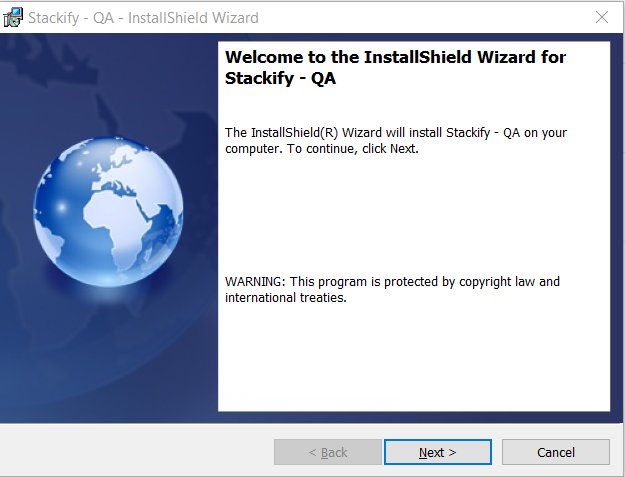 Stackify - QA - InstallShield Wizard
Welcome to the InstallShield Wizard for
Stackify - QA
The InstallShield(R) Wizard will install Stackify - QA on your
computer. To continue, click Next.
WARNING: This program is protected by copyright law and
international treaties.
< Back
Next >
Cancel